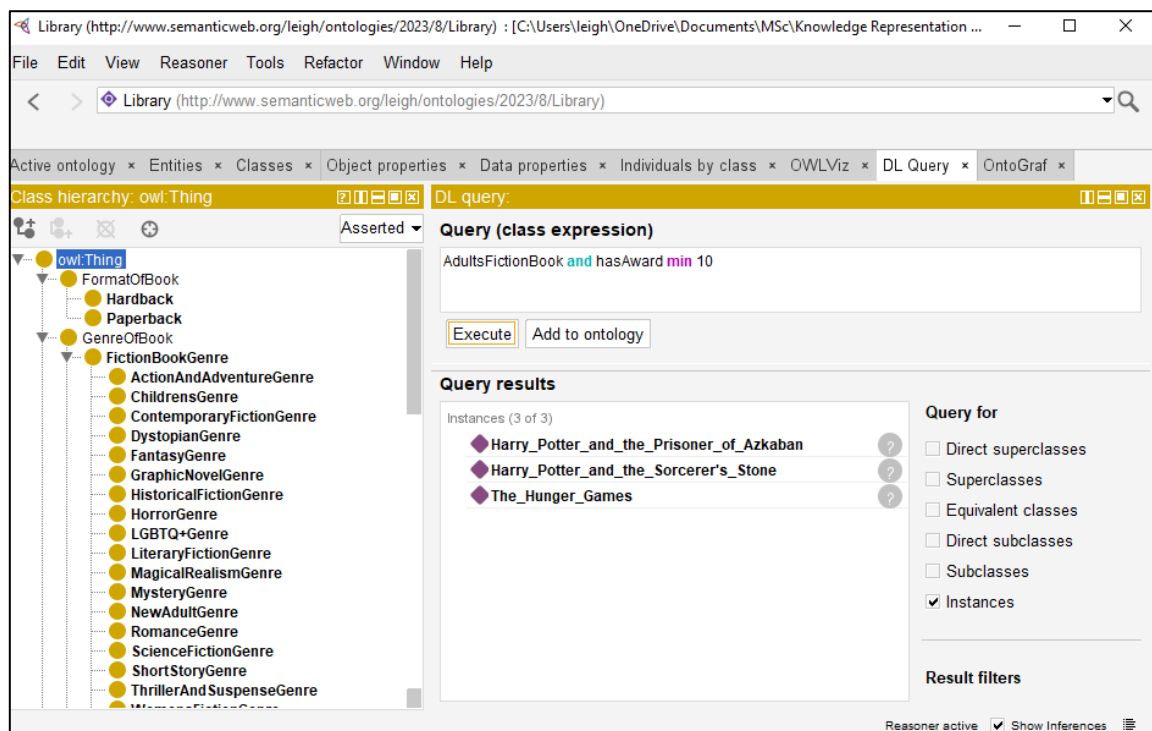 Library (http://www.semanticweb.org/leigh/ontologies/2023/8/Library) : [C:\Users\leigh\OneDrive\Documents\MSc\Knowledge Representation ...
File Edit View Reasoner Tools Refactor Window Help
Library (http://www.semanticweb.org/leigh/ontologies/2023/8/Library)
Active ontology × Entities × Classes × Object properties × Data properties × Individuals by class × OWLViz × DL Query × OntoGraf ×
Class hierarchy: owl:Thing
Asserted
owl:Thing
FormatOfBook
Hardback
Paperback
GenreOfBook
FictionBookGenre
ActionAndAdventureGenre
ChildrensGenre
ContemporaryFictionGenre
DystopianGenre
FantasyGenre
GraphicNovelGenre
HistoricalFictionGenre
HorrorGenre
LGBTQ+Genre
LiteraryFictionGenre
MagicalRealismGenre
MysteryGenre
NewAdultGenre
RomanceGenre
ScienceFictionGenre
ShortStoryGenre
ThrillerAndSuspenseGenre
DL query:
Query (class expression)
AdultsFictionBook and hasAward min 10
Execute Add to ontology
Query results
Instances (3 of 3)
Harry_Potter_and_the_Prisoner_of_Azkaban ?
Harry_Potter_and_the_Sorcerer's_Stone ?
The_Hunger_Games ?
Query for
Direct superclasses
Superclasses
Equivalent classes
Direct subclasses
Subclasses
Instances
Result filters
Reasoner active Show Inferences